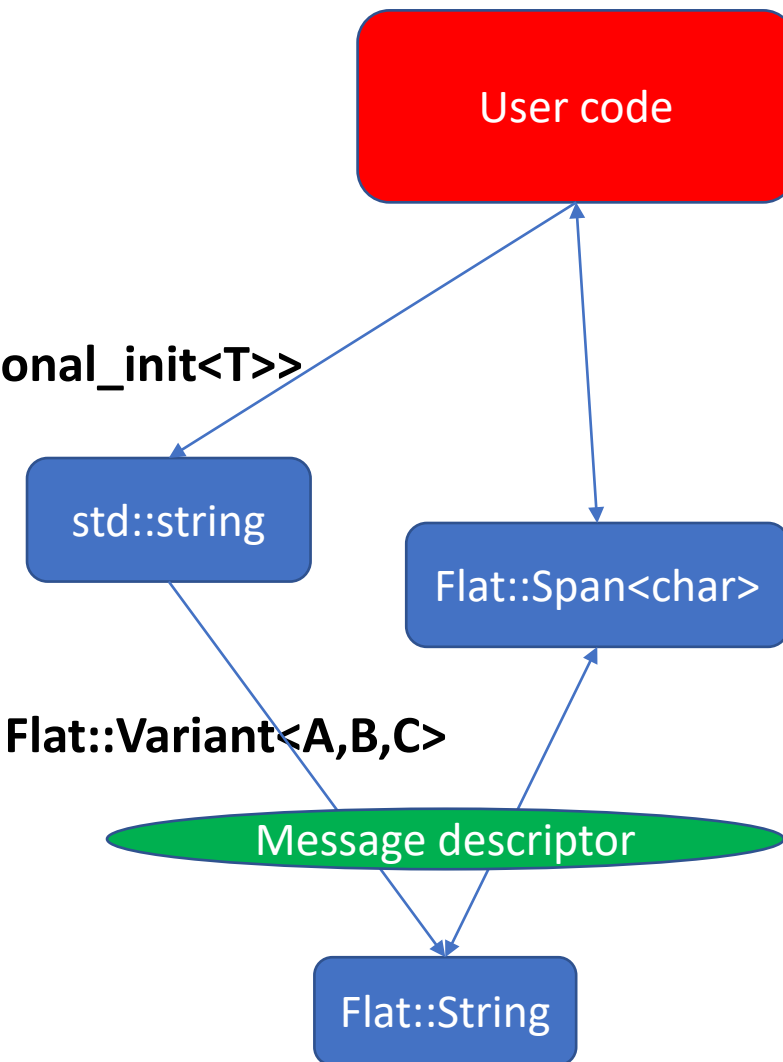 User code
onal_init<T>>
std::string
Flat::Span<char>
Flat::Variant<A,B,C>
Message descriptor
Flat::String